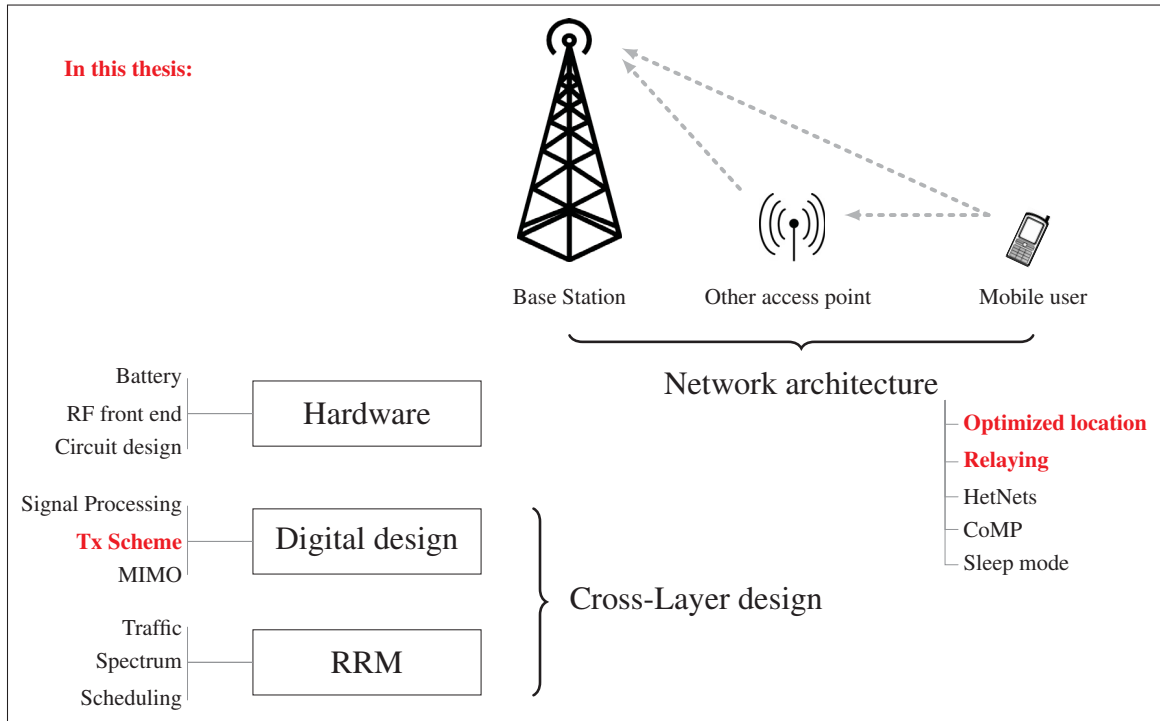 In this thesis:
Base Station
Other access point
Mobile user
Network architecture
Optimized location
Relaying
HetNets
CoMP
Sleep mode
Battery
RF front end
Circuit design
Hardware
Signal Processing
Tx Scheme
MIMO
Digital design
Cross-Layer design
Traffic
Spectrum
Scheduling
RRM